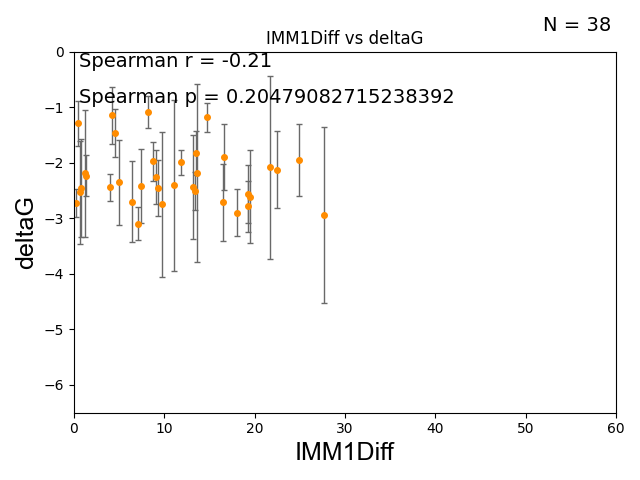 N = 38
IMM1Diff vs deltaG
Spearman r = -0.21
Spearman p = 0.20479082715238392
0
−1
−2
−3
−4
−5
−6
deltaG
0 10 20 30 40 50 60
IMM1Diff